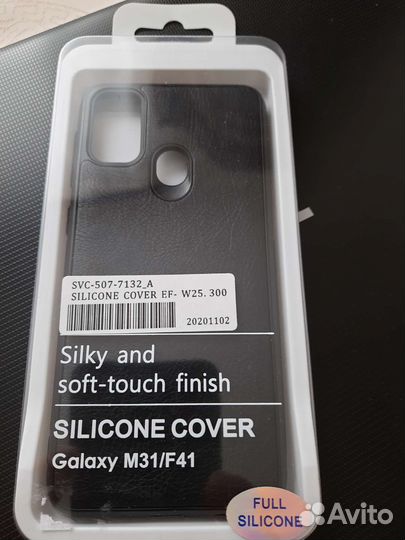 SVC-507-7132_A
SILICONE COVER EF- W25.300
20201102
Silky and
soft-touch finish
SILICONE COVER
Galaxy M31/F41
FULL
SILICONE
Avito